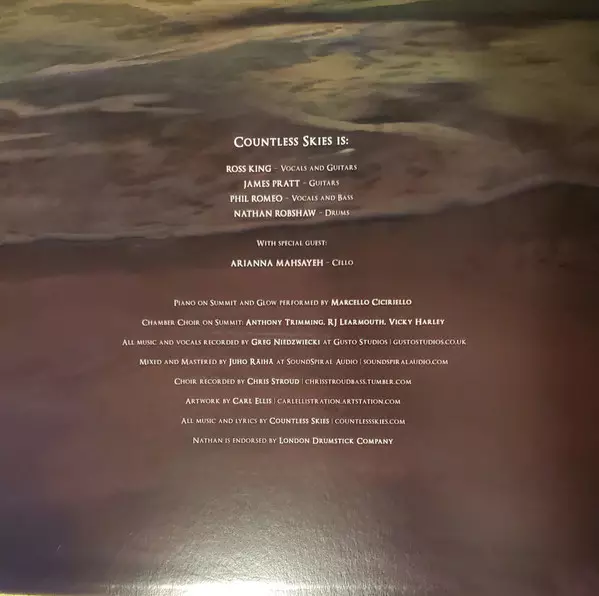 Countless Skies is:
Ross King – Vocals and Guitars
James Pratt – Guitars
Phil Romeo – Vocals and Bass
Nathan Robshaw – Drums
With special guest:
Arianna Mahsayeh – Cello
Piano on Summit and Glow performed by Marcello Ciciriello
Chamber Choir on Summit: Anthony Trimming, RJ Learmouth, Vicky Harley
All music and vocals recorded by Greg Niedzwiecki at Gusto Studios | gustostudios.co.uk
Mixed and Mastered by Juho Räihä at SoundSpiral Audio | soundspiralaudio.com
Choir recorded by Chris Stroud | chrisstroudbass.tumblr.com
Artwork by Carl Ellis | carlellistration.artstation.com
All music and lyrics by Countless Skies | countlessskies.com
Nathan is endorsed by London Drumstick Company